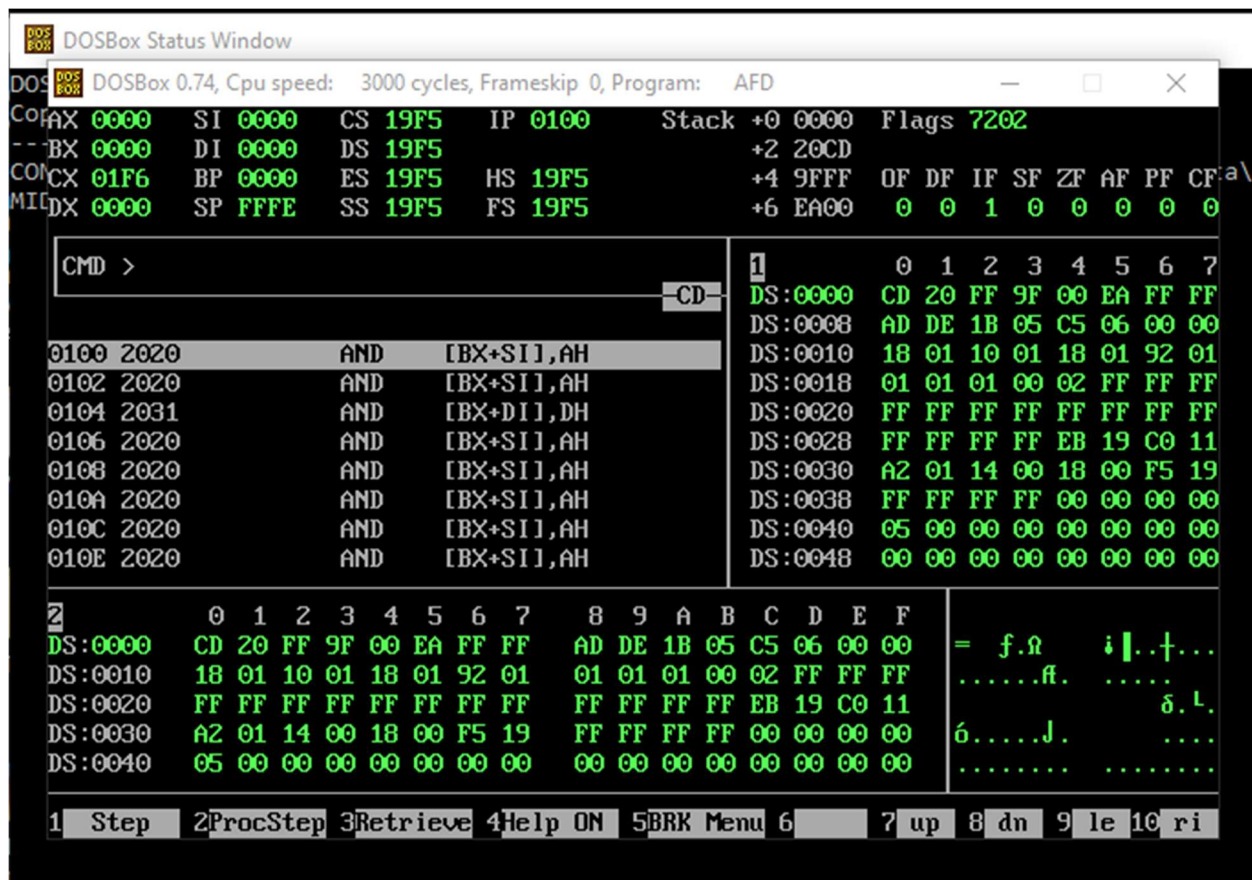 DOSBox Status Window
DOSBox 0.74, Cpu speed: 3000 cycles, Frameskip 0, Program: AFD
AX 0000 SI 0000 CS 19F5 IP 0100 Stack +0 0000 Flags 7202
BX 0000 DI 0000 DS 19F5 +2 20CD
CX 01F6 BP 0000 ES 19F5 HS 19F5 +4 9FFF OF DF IF SF ZF AF PF CF
DX 0000 SP FFFE SS 19F5 FS 19F5 +6 EA00 0 0 1 0 0 0 0 0
CMD >
CD
0100 2020 AND [BX+SI],AH
0102 2020 AND [BX+SI],AH
0104 2031 AND [BX+DI],DH
0106 2020 AND [BX+SI],AH
0108 2020 AND [BX+SI],AH
010A 2020 AND [BX+SI],AH
010C 2020 AND [BX+SI],AH
010E 2020 AND [BX+SI],AH
1 0 1 2 3 4 5 6 7
DS:0000 CD 20 FF 9F 00 EA FF FF
DS:0008 AD DE 1B 05 C5 06 00 00
DS:0010 18 01 10 01 18 01 92 01
DS:0018 01 01 01 00 02 FF FF FF
DS:0020 FF FF FF FF FF FF FF FF
DS:0028 FF FF FF FF EB 19 C0 11
DS:0030 A2 01 14 00 18 00 F5 19
DS:0038 FF FF FF FF 00 00 00 00
DS:0040 05 00 00 00 00 00 00 00
DS:0048 00 00 00 00 00 00 00 00
2 0 1 2 3 4 5 6 7 8 9 A B C D E F
DS:0000 CD 20 FF 9F 00 EA FF FF AD DE 1B 05 C5 06 00 00 = ƒ.Ω ¡▐..┼...
DS:0010 18 01 10 01 18 01 92 01 01 01 01 00 02 FF FF FF ......Æ. .....
DS:0020 FF FF FF FF FF FF FF FF FF FF FF FF EB 19 C0 11 δ.└.
DS:0030 A2 01 14 00 18 00 F5 19 FF FF FF FF 00 00 00 00 ó.....⌡. ....
DS:0040 05 00 00 00 00 00 00 00 00 00 00 00 00 00 00 00 ........ ........
1 Step 2ProcStep 3Retrieve 4Help ON 5BRK Menu 6 7 up 8 dn 9 le 10 ri